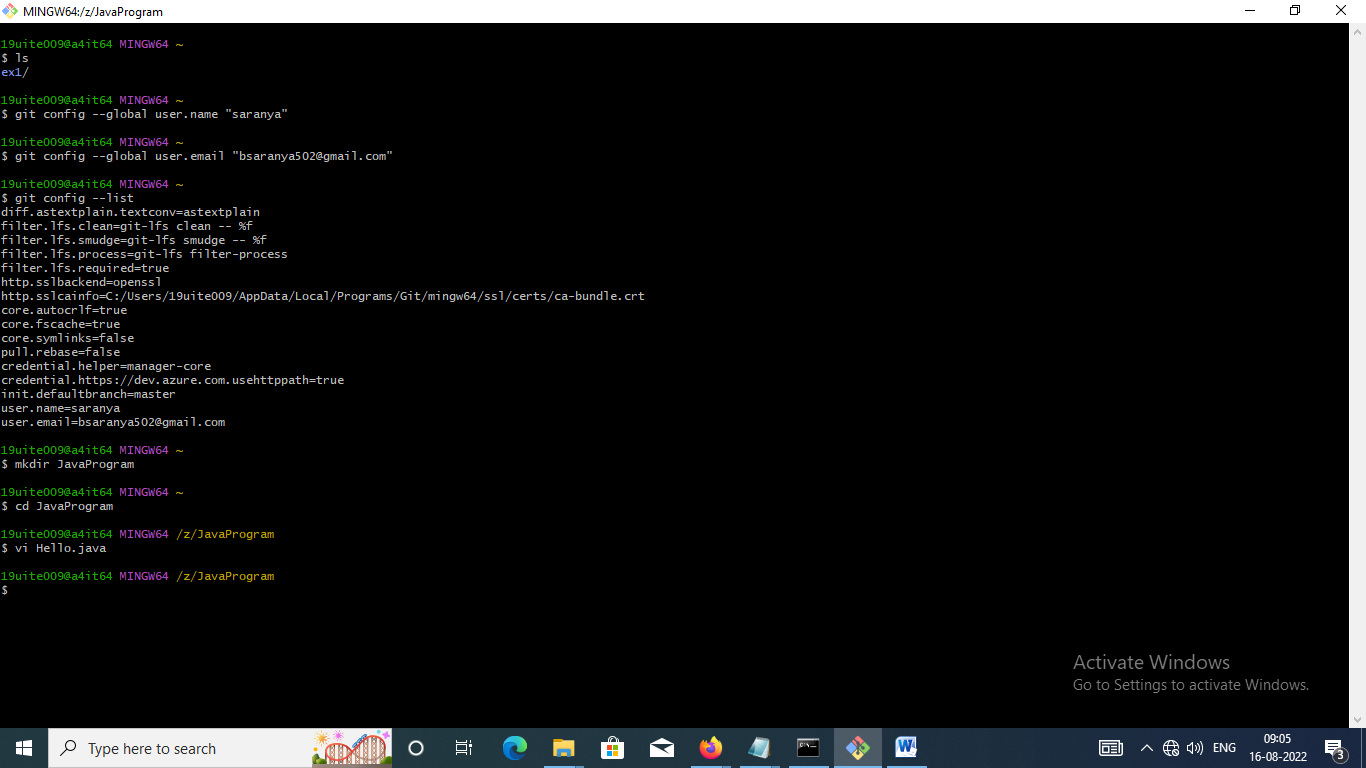 MINGW64:/z/JavaProgram
19uite009@a4it64 MINGW64 ~
$ ls
ex1/
19uite009@a4it64 MINGW64 ~
$ git config --global user.name "saranya"
19uite009@a4it64 MINGW64 ~
$ git config --global user.email "bsaranya502@gmail.com"
19uite009@a4it64 MINGW64 ~
$ git config --list
diff.astextplain.textconv=astextplain
filter.lfs.clean=git-lfs clean -- %f
filter.lfs.smudge=git-lfs smudge -- %f
filter.lfs.process=git-lfs filter-process
filter.lfs.required=true
http.sslbackend=openssl
http.sslcainfo=C:/Users/19uite009/AppData/Local/Programs/Git/mingw64/ssl/certs/ca-bundle.crt
core.autocrlf=true
core.fscache=true
core.symlinks=false
pull.rebase=false
credential.helper=manager-core
credential.https://dev.azure.com.usehttppath=true
init.defaultbranch=master
user.name=saranya
user.email=bsaranya502@gmail.com
19uite009@a4it64 MINGW64 ~
$ mkdir JavaProgram
19uite009@a4it64 MINGW64 ~
$ cd JavaProgram
19uite009@a4it64 MINGW64 /z/JavaProgram
$ vi Hello.java
19uite009@a4it64 MINGW64 /z/JavaProgram
$
Activate Windows
Go to Settings to activate Windows.
Type here to search
ENG
09:05
16-08-2022
3